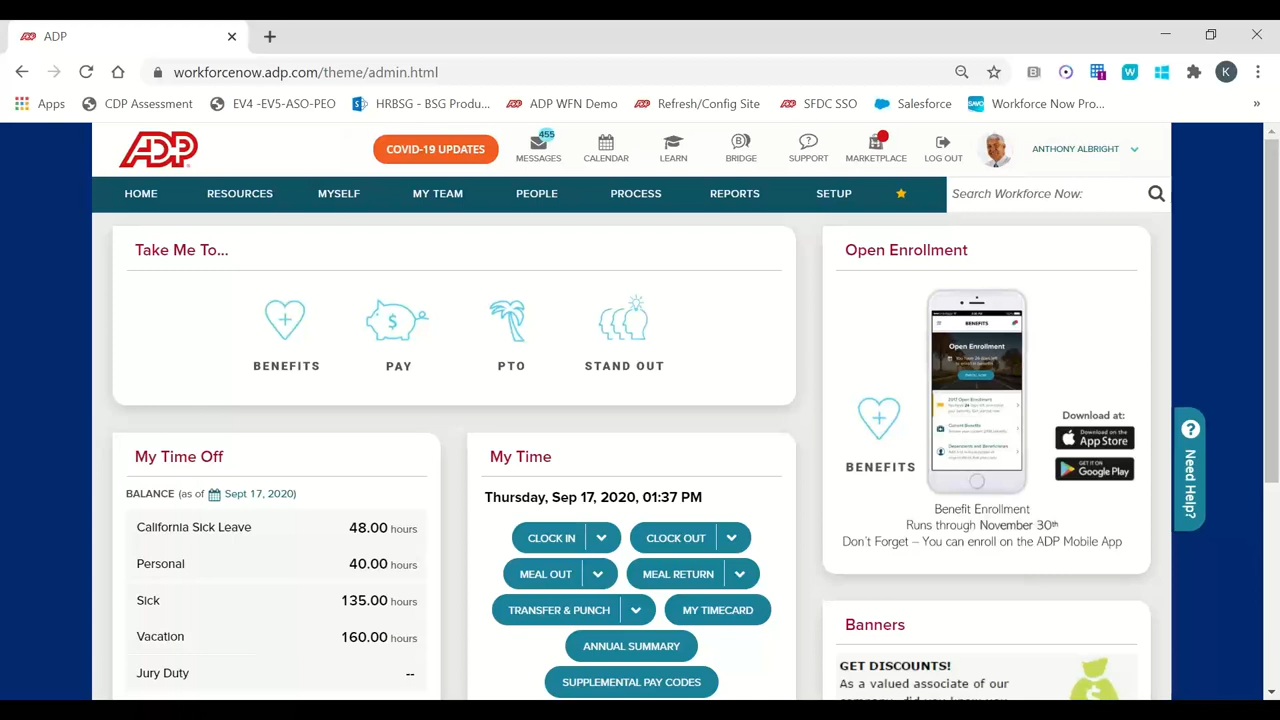 ADP
workforcenow.adp.com/theme/admin.html
K
Apps
CDP Assessment
EV4 -EV5-ASO-PEO
HRBSG - BSG Produ...
ADP WFN Demo
Refresh/Config Site
SFDC SSO
Salesforce
Workforce Now Pro...
»
ADP
COVID-19 UPDATES
455
MESSAGES
CALENDAR
LEARN
BRIDGE
SUPPORT
MARKETPLACE
LOG OUT
ANTHONY ALBRIGHT
HOME
RESOURCES
MYSELF
MY TEAM
PEOPLE
PROCESS
REPORTS
SETUP
Search Workforce Now:
Take Me To...
BENEFITS
PAY
PTO
STAND OUT
Open Enrollment
BENEFITS
Open Enrollment
BENEFITS
Download at:
Download on the
App Store
GET IT ON
Google Play
Benefit Enrollment
Runs through November 30th
Don't Forget – You can enroll on the ADP Mobile App
Need Help?
My Time Off
BALANCE (as of Sept 17, 2020)
California Sick Leave 48.00 hours
Personal 40.00 hours
Sick 135.00 hours
Vacation 160.00 hours
Jury Duty --
My Time
Thursday, Sep 17, 2020, 01:37 PM
CLOCK IN
CLOCK OUT
MEAL OUT
MEAL RETURN
TRANSFER & PUNCH
MY TIMECARD
ANNUAL SUMMARY
SUPPLEMENTAL PAY CODES
Banners
GET DISCOUNTS!
As a valued associate of our